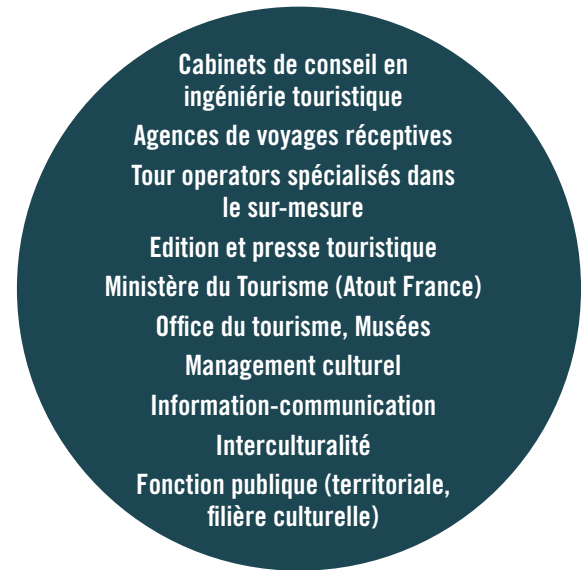 Cabinets de conseil en
ingéniérie touristique
Agences de voyages réceptives
Tour operators spécialisés dans
le sur-mesure
Edition et presse touristique
Ministère du Tourisme (Atout France)
Office du tourisme, Musées
Management culturel
Information-communication
Interculturalité
Fonction publique (territoriale,
filière culturelle)